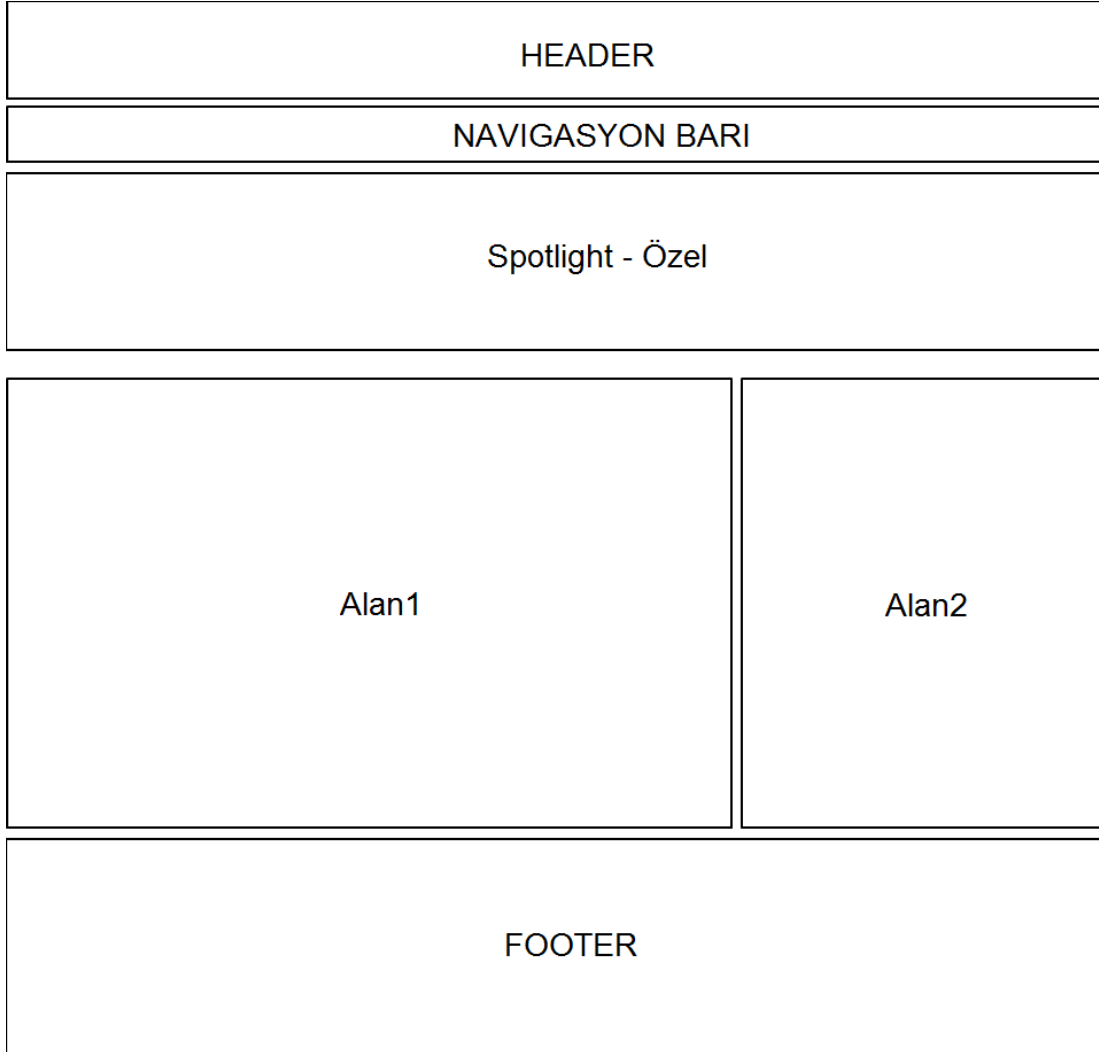 HEADER
NAVIGASYON BARI
Spotlight - Özel
Alan1
Alan2
FOOTER